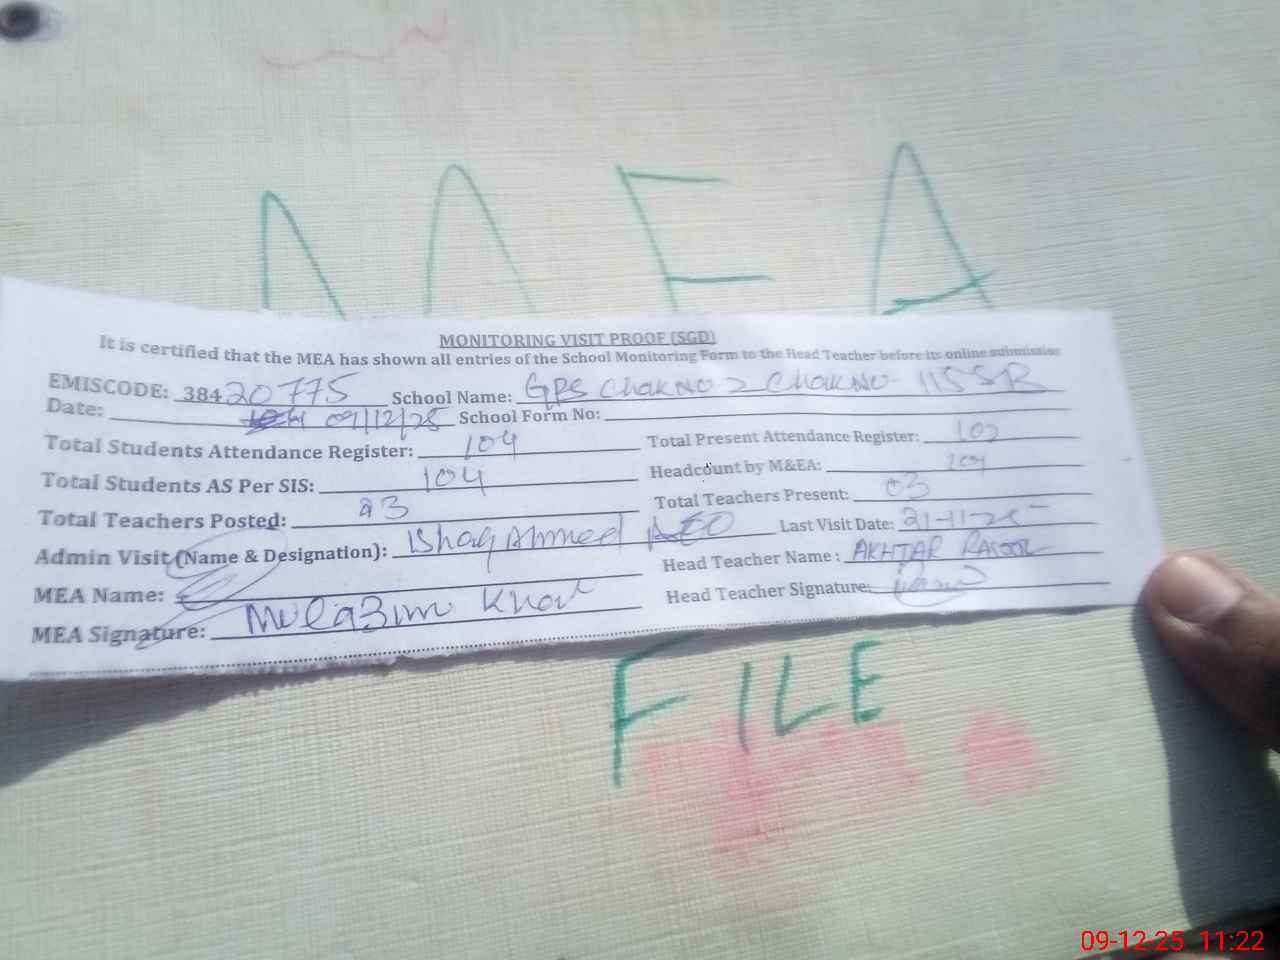 MEA
MONITORING VISIT PROOF (SGD)
It is certified that the MEA has shown all entries of the School Monitoring Form to the Head Teacher before its online submission
EMISCODE: 38420775 School Name: GPS Chak No 2 Chak No. 115 SB
Date: 09/12/25 School Form No:
Total Students Attendance Register: 104 Total Present Attendance Register:
Total Students AS Per SIS: 104 Headcount by M&EA:
Total Teachers Posted: 03 Total Teachers Present: 03
Admin Visit (Name & Designation): Ishaq Ahmed AEO Last Visit Date: 21-11-25
MEA Name: Head Teacher Name: AKHTAR RASOOL
MEA Signature: Mulazim Khan Head Teacher Signature:
FILE
09-12-25 11:22